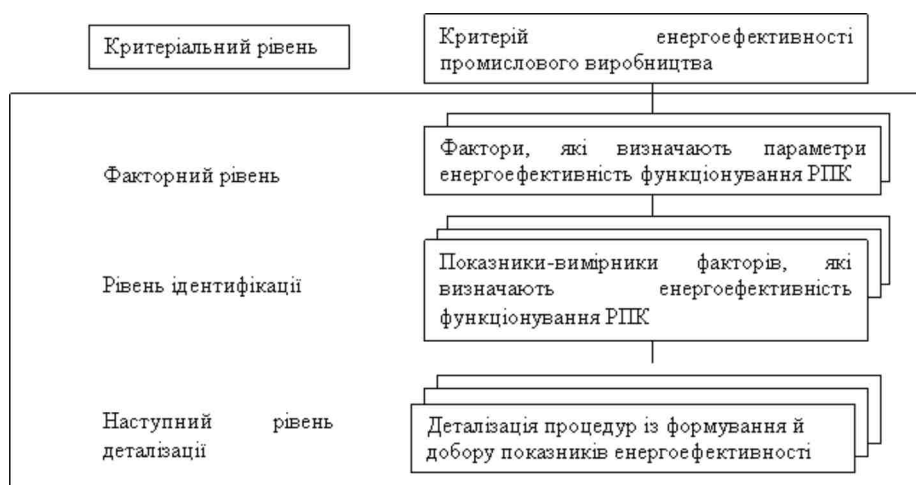 Критеріальний рівень
Критерій енергоефективності
промислового виробництва
Факторний рівень
Фактори, які визначають параметри
енергоефективність функціонування РПК
Рівень ідентифікації
Показники-вимірники факторів, які
визначають енергоефективність
функціонування РПК
Наступний рівень
деталізації
Деталізація процедур із формування й
добору показників енергоефективності